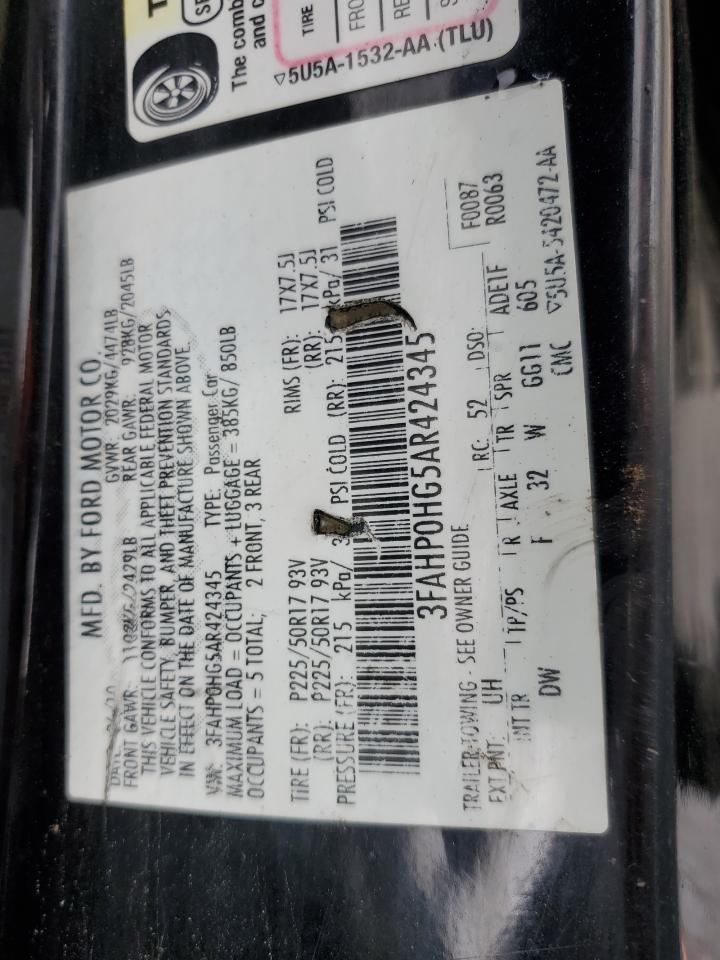 SE
The comb
and c
TIRE
FRO
RE
S
▽5U5A-1532-AA (TLU)
MFD. BY FORD MOTOR CO.
GVWR: 2029KG/4474LB
FRONT GAWR: 2429LB REAR GAWR: 928KG/2045LB
THIS VEHICLE CONFORMS TO ALL APPLICABLE FEDERAL MOTOR
VEHICLE SAFETY, BUMPER, AND THEFT PREVENTION STANDARDS
IN EFFECT ON THE DATE OF MANUFACTURE SHOWN ABOVE.
VIN: 3FAHP0HG5AR424345 TYPE: Passenger Car
MAXIMUM LOAD = OCCUPANTS + LUGGAGE = 385KG/ 850LB
OCCUPANTS = 5 TOTAL; 2 FRONT, 3 REAR
TIRE (FR): P225/50R17 93V RIMS (FR): 17X7.5J
(RR): P225/50R17 93V (RR): 17X7.5J
PRESSURE (FR): 215 kPa/ 3 PSI COLD (RR): 215 kPa/ 31 PSI COLD
3FAHP0HG5AR424345
TRAILER TOWING - SEE OWNER GUIDE
F0087
R0063
EXT PNT: UH RC: 52 DSO:
INT TR TP/PS R AXLE TR SPR ADE1F
DW F 32 W GG11 605
CMC ▽5U5A-5420472-AA